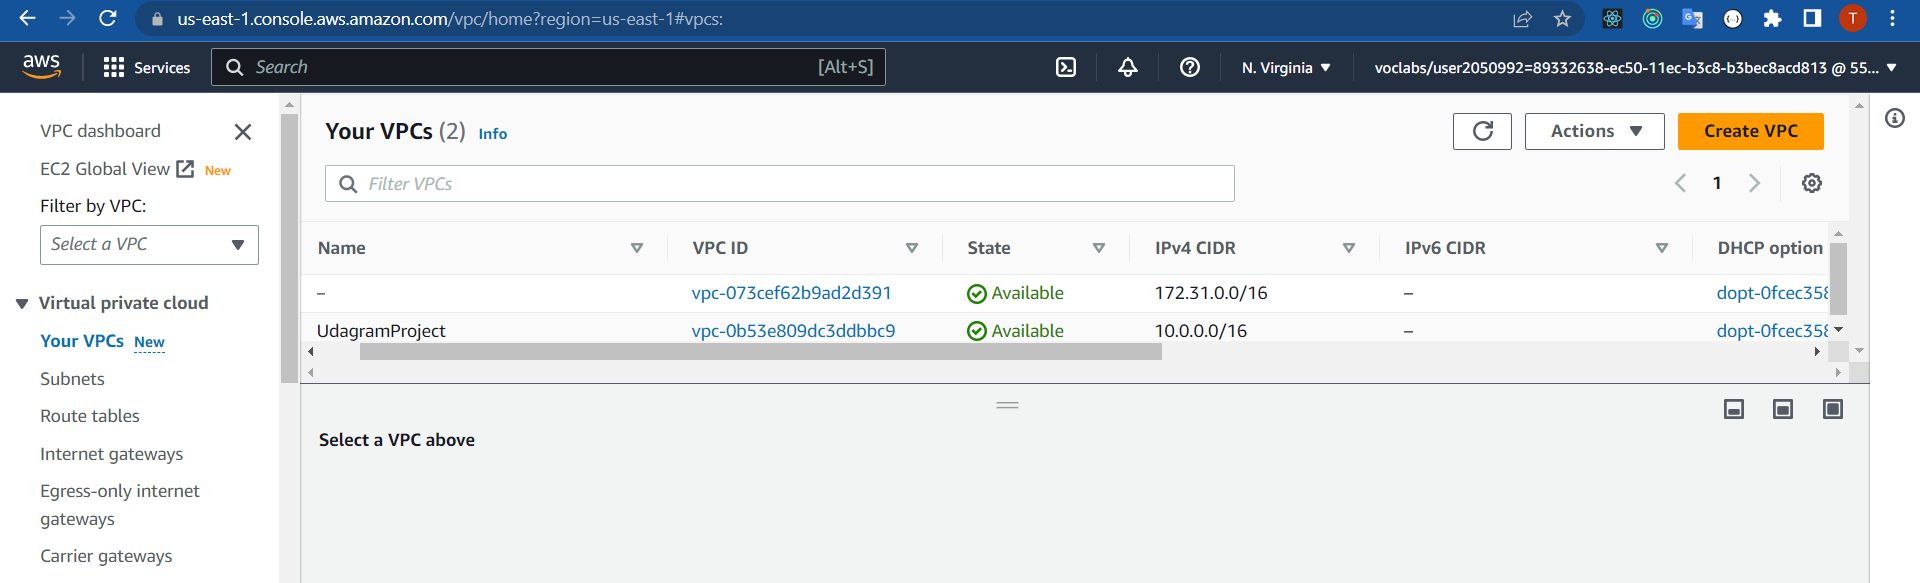 us-east-1.console.aws.amazon.com/vpc/home?region=us-east-1#vpcs:
T
aws
Services
Search
[Alt+S]
N. Virginia
voclabs/user2050992=89332638-ec50-11ec-b3c8-b3bec8acd813 @ 55...
VPC dashboard
EC2 Global View New
Filter by VPC:
Select a VPC
Virtual private cloud
Your VPCs New
Subnets
Route tables
Internet gateways
Egress-only internet
gateways
Carrier gateways
Your VPCs (2) Info
Actions
Create VPC
Filter VPCs
1
Name VPC ID State IPv4 CIDR IPv6 CIDR DHCP option
– vpc-073cef62b9ad2d391 Available 172.31.0.0/16 – dopt-0fcec358
UdagramProject vpc-0b53e809dc3ddbbc9 Available 10.0.0.0/16 – dopt-0fcec358
Select a VPC above